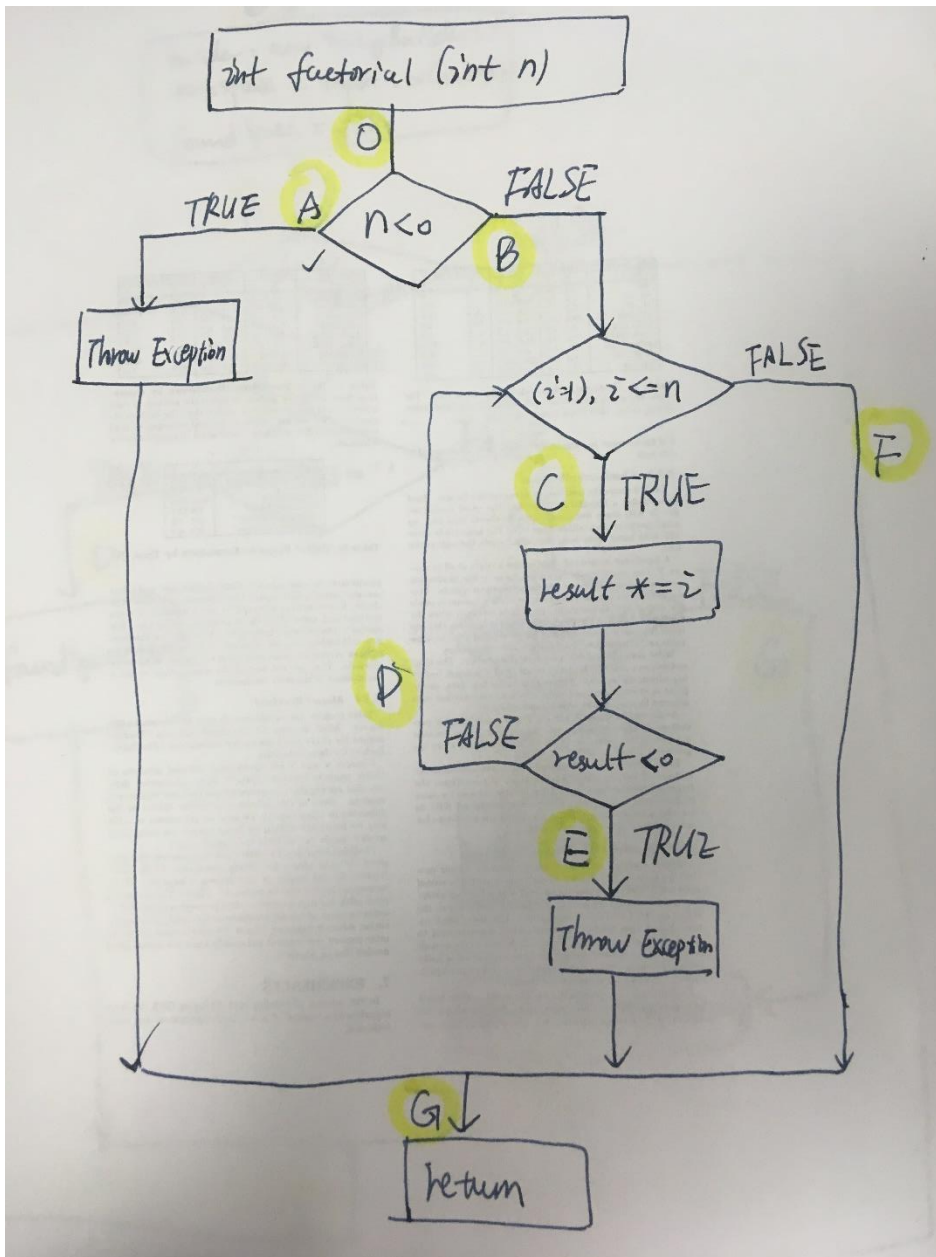 int factorial (int n)
O
TRUE
A
n<0
FALSE
B
Throw Exception
(i=1), i <= n
FALSE
F
C
TRUE
result *= i
D
FALSE
result <0
E
TRUE
Throw Exception
G
return